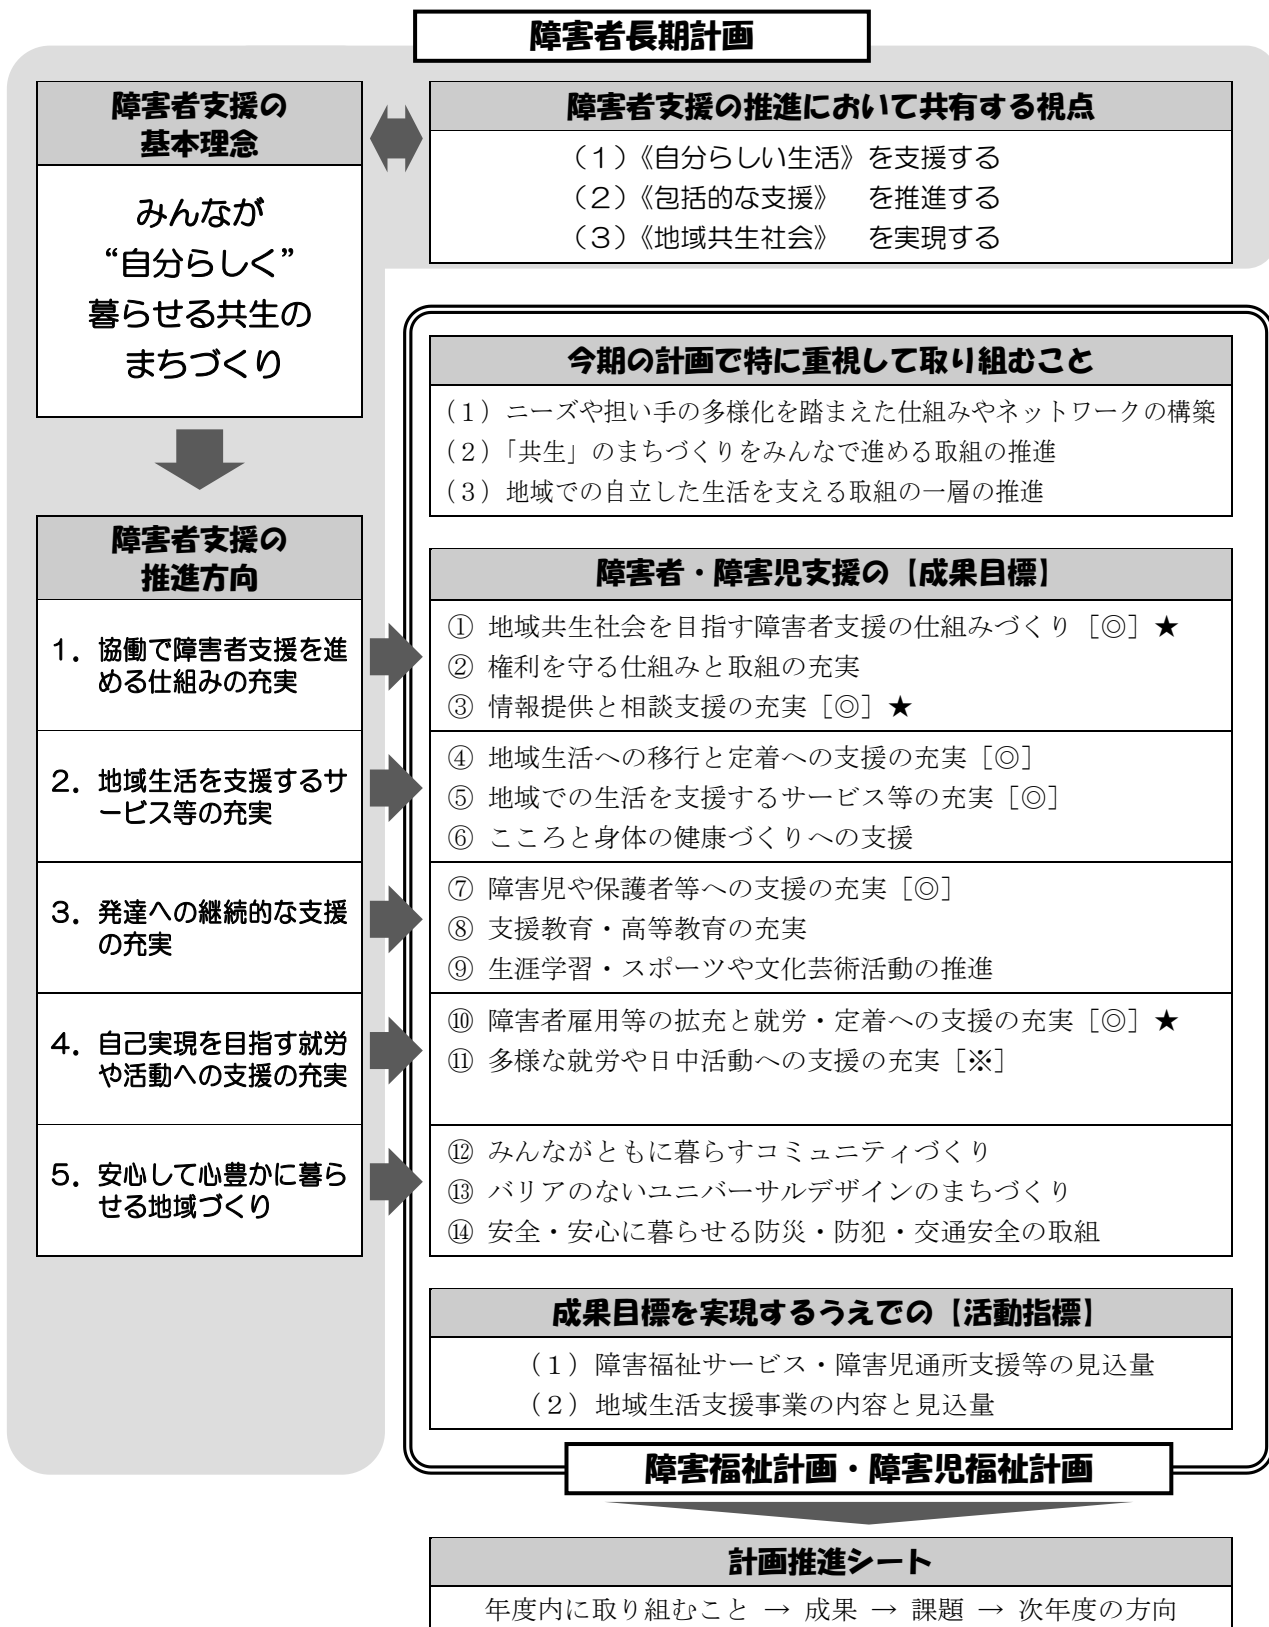 障害者長期計画
障害者支援の
基本理念
みんなが
“自分らしく”
暮らせる共生の
まちづくり
障害者支援の推進において共有する視点
（１）《自分らしい生活》を支援する
（２）《包括的な支援》　を推進する
（３）《地域共生社会》　を実現する
今期の計画で特に重視して取り組むこと
（１）ニーズや担い手の多様化を踏まえた仕組みやネットワークの構築
（２）「共生」のまちづくりをみんなで進める取組の推進
（３）地域での自立した生活を支える取組の一層の推進
障害者支援の
推進方向
障害者・障害児支援の【成果目標】
１．協働で障害者支援を進
める仕組みの充実
① 地域共生社会を目指す障害者支援の仕組みづくり［◎］★
② 権利を守る仕組みと取組の充実
③ 情報提供と相談支援の充実［◎］★
２．地域生活を支援するサ
ービス等の充実
④ 地域生活への移行と定着への支援の充実［◎］
⑤ 地域での生活を支援するサービス等の充実［◎］
⑥ こころと身体の健康づくりへの支援
３．発達への継続的な支援
の充実
⑦ 障害児や保護者等への支援の充実［◎］
⑧ 支援教育・高等教育の充実
⑨ 生涯学習・スポーツや文化芸術活動の推進
４．自己実現を目指す就労
や活動への支援の充実
⑩ 障害者雇用等の拡充と就労・定着への支援の充実［◎］★
⑪ 多様な就労や日中活動への支援の充実［※］
５．安心して心豊かに暮ら
せる地域づくり
⑫ みんながともに暮らすコミュニティづくり
⑬ バリアのないユニバーサルデザインのまちづくり
⑭ 安全・安心に暮らせる防災・防犯・交通安全の取組
成果目標を実現するうえでの【活動指標】
（１）障害福祉サービス・障害児通所支援等の見込量
（２）地域生活支援事業の内容と見込量
障害福祉計画・障害児福祉計画
計画推進シート
年度内に取り組むこと → 成果 → 課題 → 次年度の方向